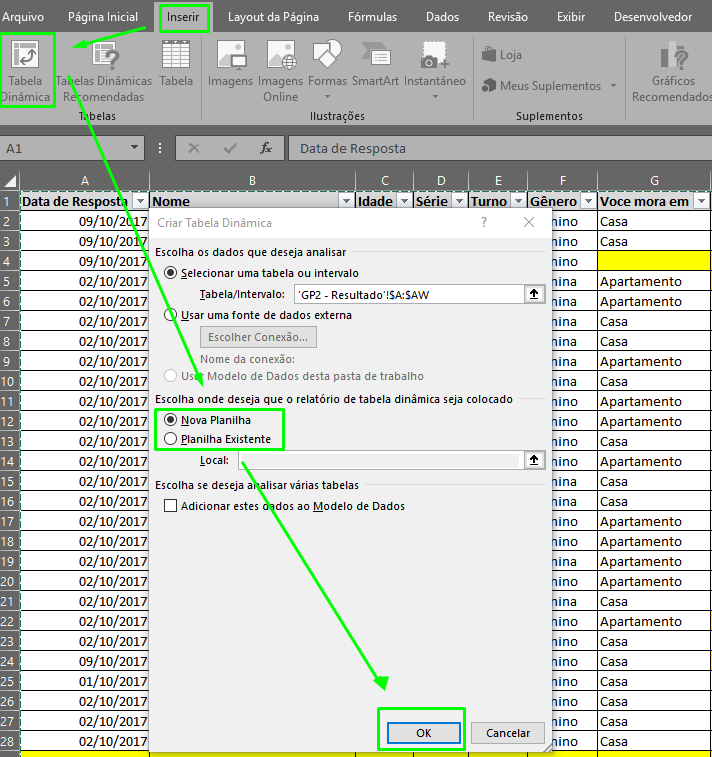 Arquivo Página Inicial Inserir Layout da Página Fórmulas Dados Revisão Exibir Desenvolvedor
Tabela Dinâmica
Tabelas Dinâmicas Recomendadas
Tabela
Imagens
Imagens Online
Formas
SmartArt
Instantâneo
Loja
Meus Suplementos
Gráficos Recomendados
Tabelas Ilustrações Suplementos
A1 fx Data de Resposta
A B C D E F G
1 Data de Resposta Nome Idade Série Turno Gênero Voce mora em
2 09/10/2017 nino Casa
3 09/10/2017 nino Casa
4 09/10/2017 nino
5 02/10/2017 nina Apartamento
6 02/10/2017 nina Apartamento
7 02/10/2017 nina Casa
8 02/10/2017 nina Casa
9 02/10/2017 nina Apartamento
10 02/10/2017 nino Casa
11 02/10/2017 nino Apartamento
12 02/10/2017 nino Apartamento
13 02/10/2017 nino Casa
14 02/10/2017 nino Apartamento
15 02/10/2017 nina Casa
16 02/10/2017 nina Casa
17 02/10/2017 nino Apartamento
18 02/10/2017 nino Apartamento
19 02/10/2017 nina Apartamento
20 02/10/2017 nino Apartamento
21 02/10/2017 nina Casa
22 02/10/2017 nino Apartamento
23 02/10/2017 nino Casa
24 09/10/2017 nino Casa
25 01/10/2017 nino Casa
26 02/10/2017 nino Casa
27 02/10/2017 nino Casa
28 02/10/2017 nino Casa
Criar Tabela Dinâmica ?
Escolha os dados que deseja analisar
Selecionar uma tabela ou intervalo
Tabela/Intervalo: 'GP2 - Resultado'!$A:$AW
Usar uma fonte de dados externa
Escolher Conexão...
Nome da conexão:
Usar Modelo de Dados desta pasta de trabalho
Escolha onde deseja que o relatório de tabela dinâmica seja colocado
Nova Planilha
Planilha Existente
Local:
Escolha se deseja analisar várias tabelas
Adicionar estes dados ao Modelo de Dados
OK Cancelar